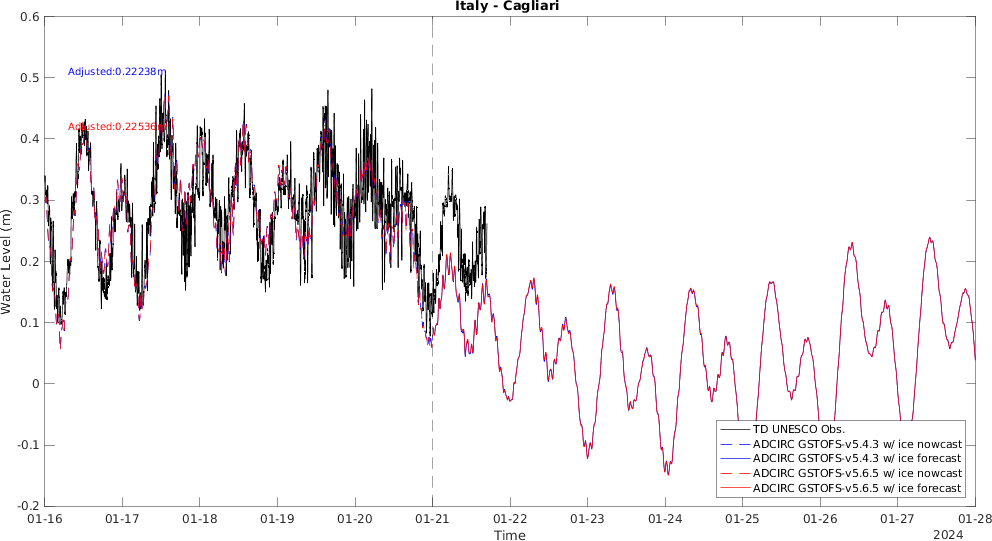 Italy - Cagliari
0.6
0.5
0.4
0.3
0.2
0.1
0
-0.1
-0.2
Water Level (m)
Adjusted:0.22238m
Adjusted:0.22536m
TD UNESCO Obs.
ADCIRC GSTOFS-v5.4.3 w/ ice nowcast
ADCIRC GSTOFS-v5.4.3 w/ ice forecast
ADCIRC GSTOFS-v5.6.5 w/ ice nowcast
ADCIRC GSTOFS-v5.6.5 w/ ice forecast
01-16 01-17 01-18 01-19 01-20 01-21 01-22 01-23 01-24 01-25 01-26 01-27 01-28
Time
2024